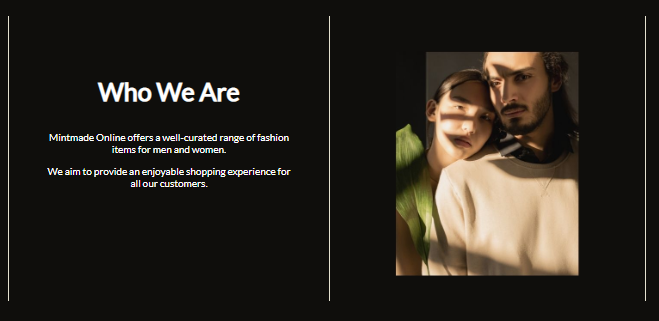 Who We Are
Mintmade Online offers a well-curated range of fashion
items for men and women.
We aim to provide an enjoyable shopping experience for
all our customers.